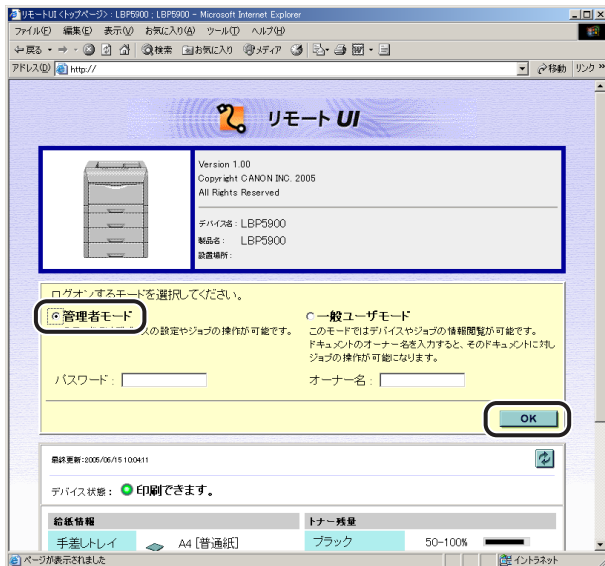 リモートUI <トップページ> : LBP5900 ; LBP5900 - Microsoft Internet Explorer
ファイル(F) 編集(E) 表示(V) お気に入り(A) ツール(T) ヘルプ(H)
戻る 検索 お気に入り メディア
アドレス(D) http:// 移動 リンク »
リモート UI
Version 1.00
Copyright CANON INC. 2005
All Rights Reserved
デバイス名 : LBP5900
製品名 : LBP5900
設置場所 :
ログオンするモードを選択してください。
管理者モード
スの設定やジョブの操作が可能です。
パスワード :
一般ユーザモード
このモードではデバイスやジョブの情報閲覧が可能です。
ドキュメントのオーナー名を入力すると、そのドキュメントに対し
ジョブの操作が可能になります。
オーナー名 :
OK
最終更新 : 2005/06/15 10:04:11
デバイス状態 : 印刷できます。
給紙情報
手差しトレイ A4 [普通紙]
トナー残量
ブラック 50-100%
ページが表示されました イントラネット